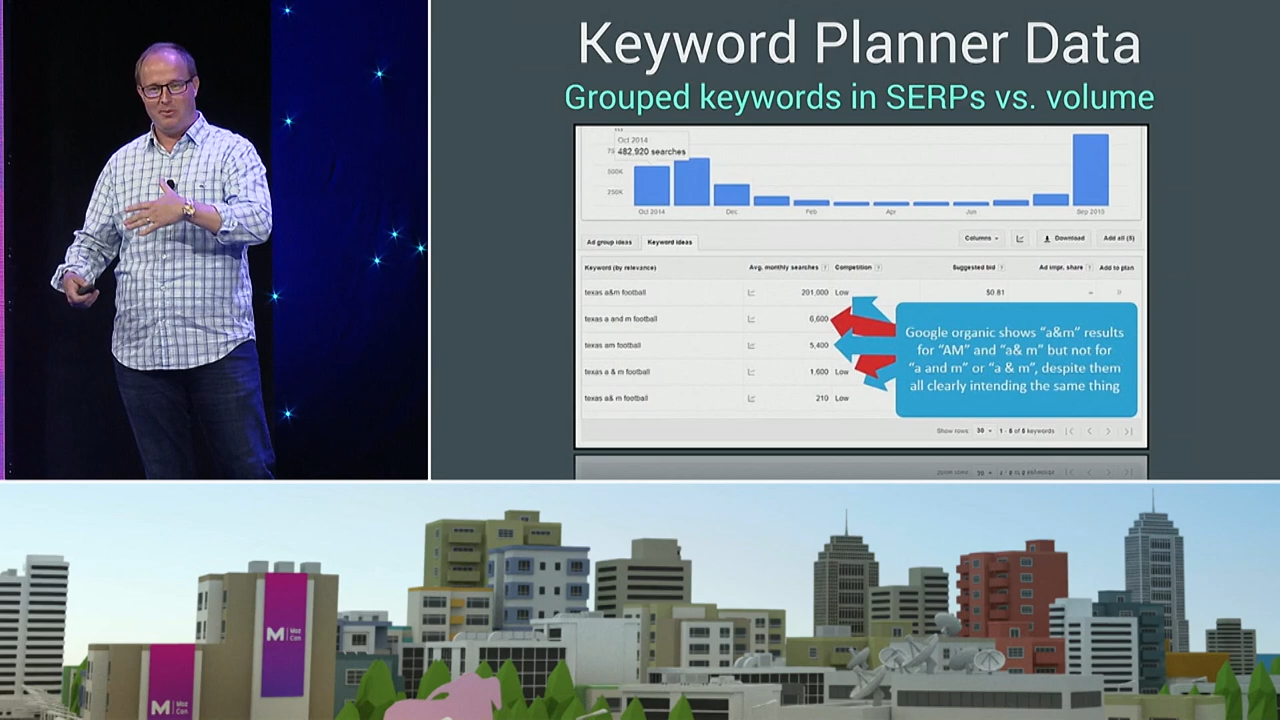 Keyword Planner Data
Grouped keywords in SERPs vs. volume
Oct 2014
482,920 searches
500K
250K
Oct 2014 Dec Feb Apr Jun Sep 2015
Ad group ideas Keyword ideas Columns Download Add all (5)
Keyword (by relevance) Avg. monthly searches ? Competition ? Suggested bid ? Ad impr. share ? Add to plan
texas a&m football 201,000 Low $0.81
texas a and m football 6,600
texas am football 5,400
texas a & m football 1,600 Low
texas a& m football 210 Low
Google organic shows “a&m” results
for “AM” and “a& m” but not for
“a and m” or “a & m”, despite them
all clearly intending the same thing
Show rows: 30 1 - 5 of 5 keywords
M Moz
Con
M Moz
Con